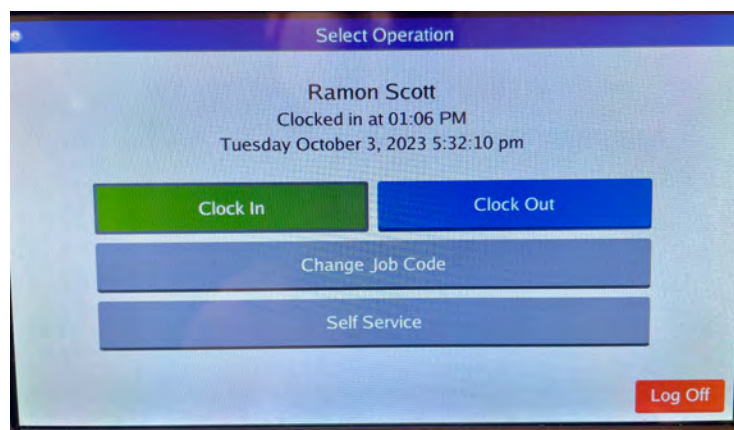 Select Operation
Ramon Scott
Clocked in at 01:06 PM
Tuesday October 3, 2023 5:32:10 pm
Clock In
Clock Out
Change Job Code
Self Service
Log Off